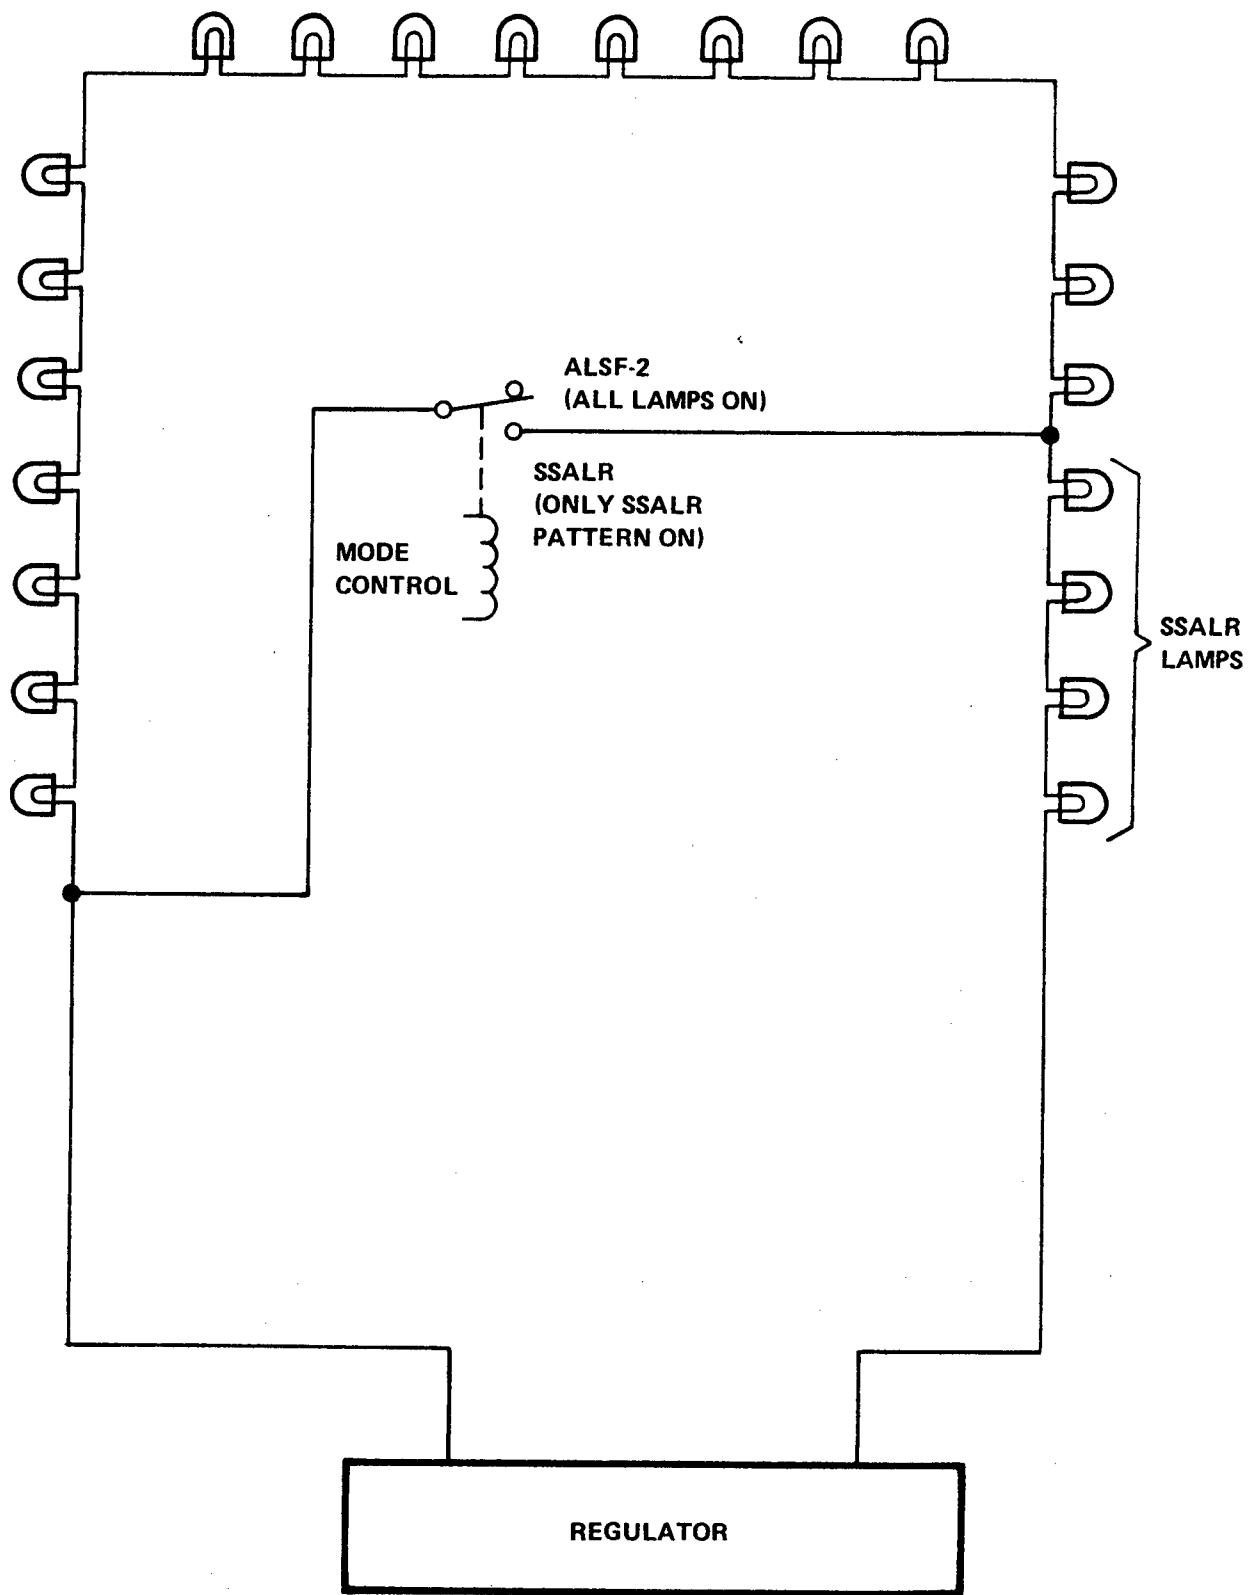 ALSF-2
(ALL LAMPS ON)
SSALR
(ONLY SSALR
PATTERN ON)
MODE
CONTROL
SSALR
LAMPS
REGULATOR